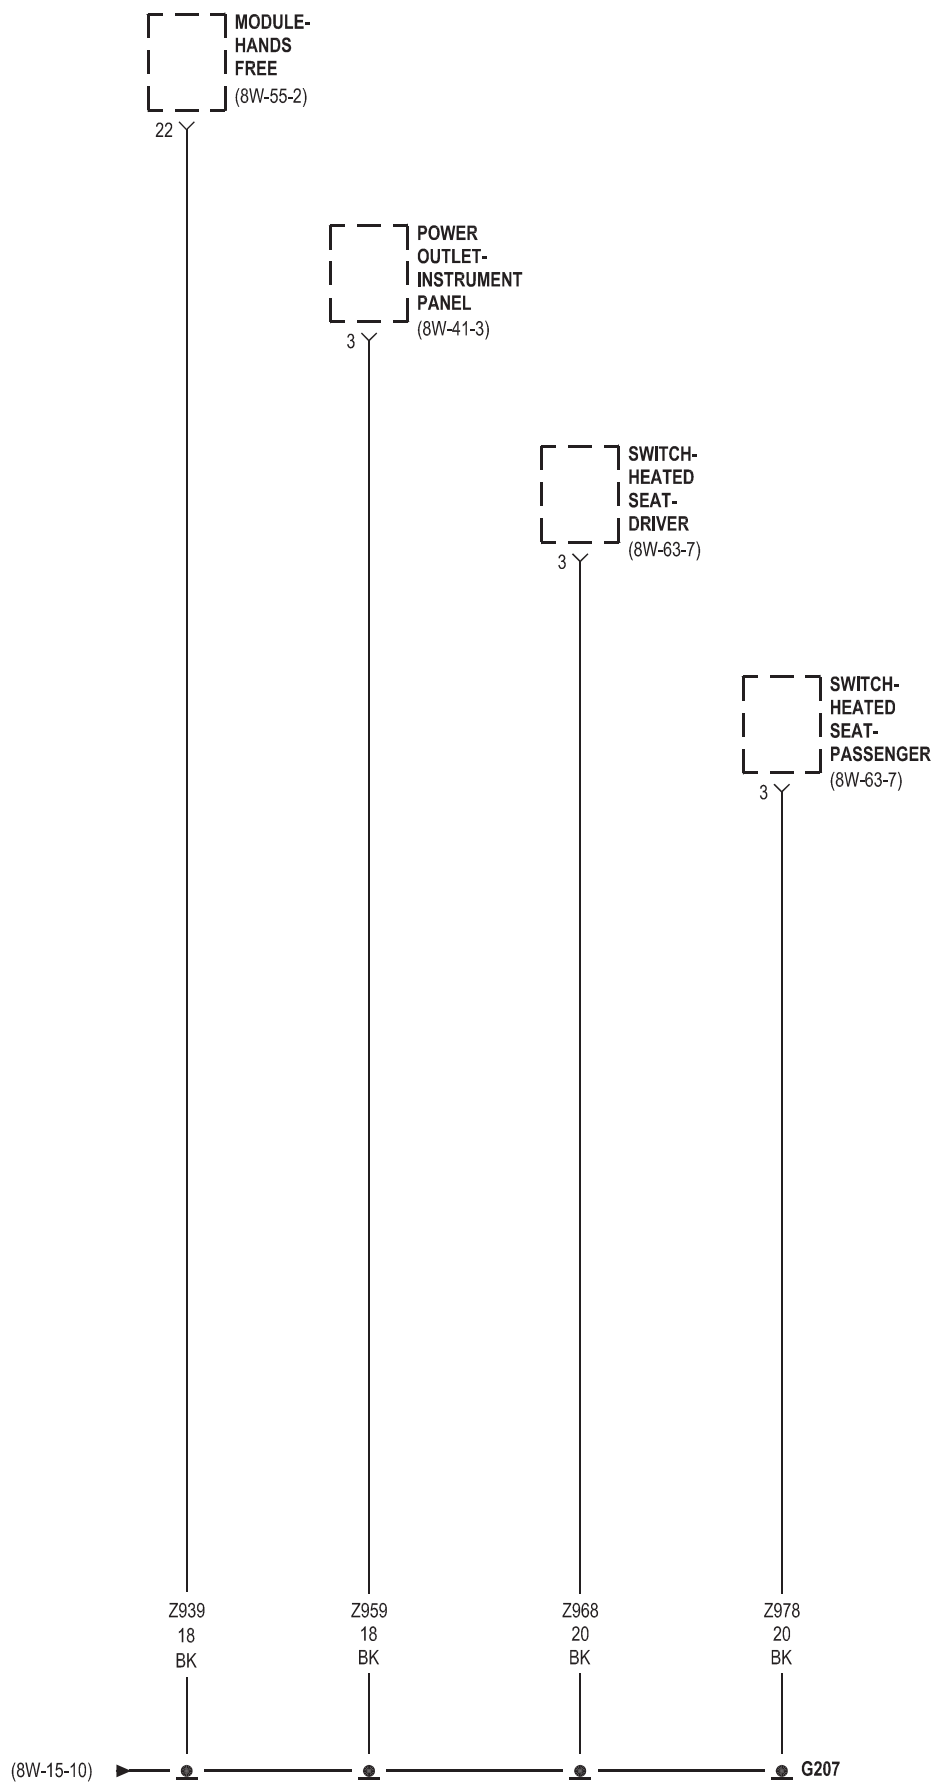 MODULE-
HANDS
FREE
(8W-55-2)
22
POWER
OUTLET-
INSTRUMENT
PANEL
(8W-41-3)
3
SWITCH-
HEATED
SEAT-
DRIVER
(8W-63-7)
3
SWITCH-
HEATED
SEAT-
PASSENGER
(8W-63-7)
3
Z939
18
BK
Z959
18
BK
Z968
20
BK
Z978
20
BK
(8W-15-10)
G207